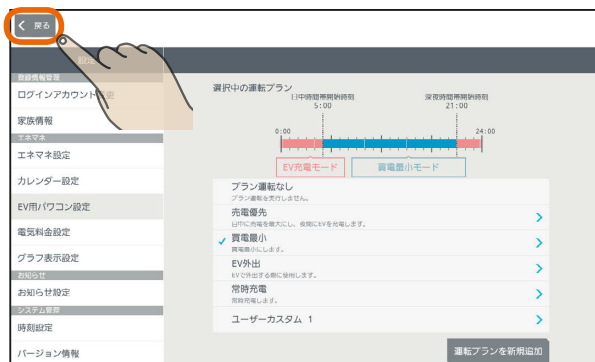 戻る
設定
登録情報管理
ログインアカウント変更
家族情報
エネマネ
エネマネ設定
カレンダー設定
EV用パワコン設定
電気料金設定
グラフ表示設定
お知らせ
お知らせ設定
システム管理
時刻設定
バージョン情報
選択中の運転プラン
日中時間帯開始時刻
5:00
深夜時間帯開始時刻
21:00
0:00
24:00
EV充電モード
買電最小モード
プラン運転なし
プラン運転を実行しません。
売電優先
日中に売電を最大にし、夜間にEVを充電します。
買電最小
買電最小にします。
EV外出
EVで外出する際に使用します。
常時充電
常時充電します。
ユーザーカスタム 1
運転プランを新規追加